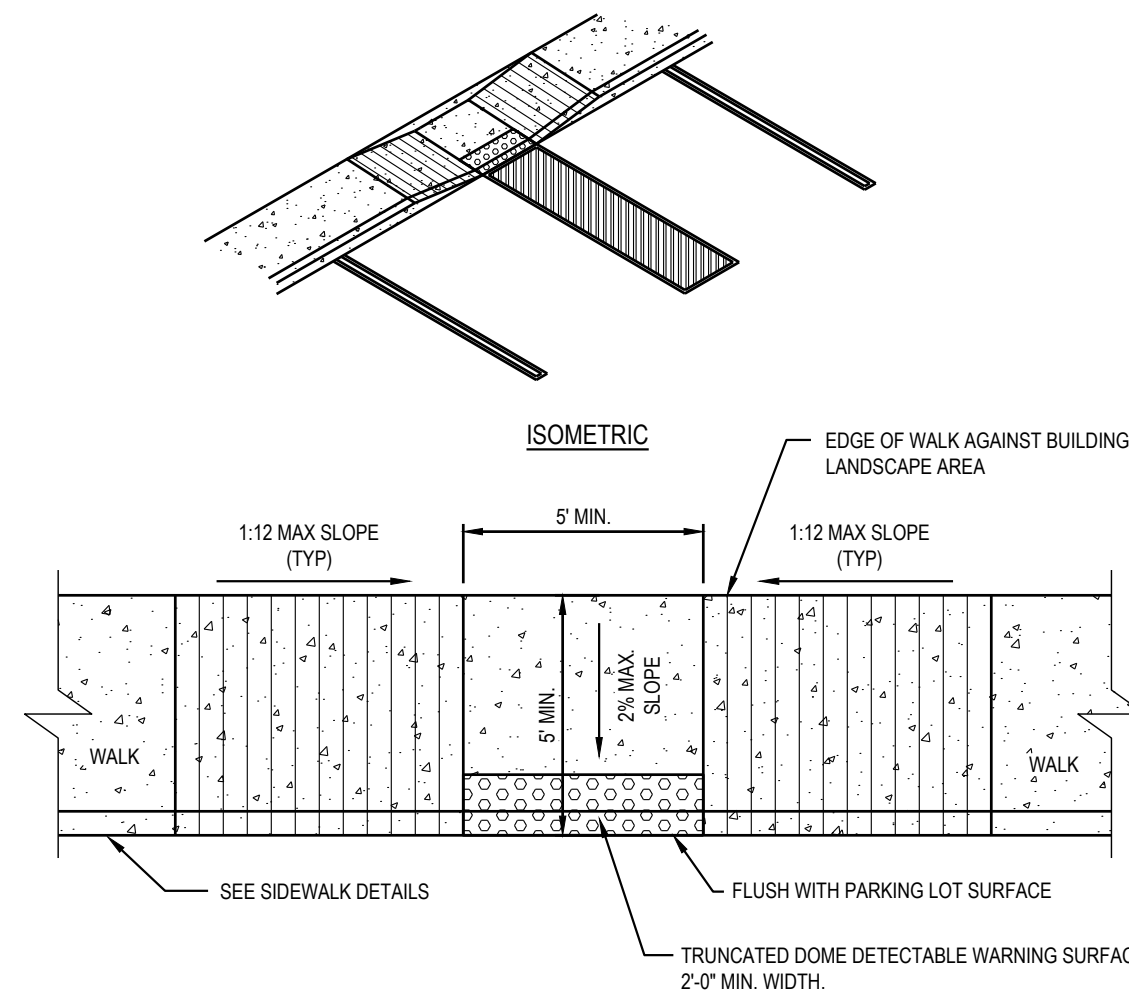 ISOMETRIC
EDGE OF WALK AGAINST BUILDING
LANDSCAPE AREA
5' MIN.
1:12 MAX SLOPE
(TYP)
1:12 MAX SLOPE
(TYP)
5' MIN.
2% MAX.
SLOPE
WALK
WALK
SEE SIDEWALK DETAILS
FLUSH WITH PARKING LOT SURFACE
TRUNCATED DOME DETECTABLE WARNING SURFAC
2'-0" MIN. WIDTH.